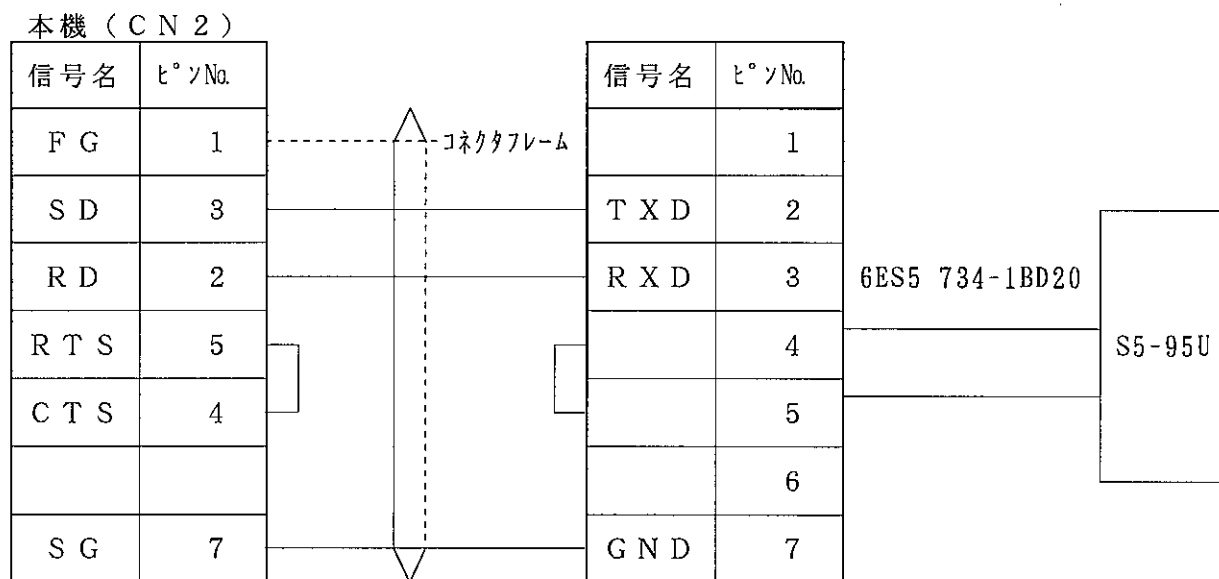 本機（ＣＮ２）
信号名 ﾋﾟﾝNo. 信号名 ﾋﾟﾝNo.
ＦＧ 1 コネクタフレーム 1
ＳＤ 3 ＴＸＤ 2
ＲＤ 2 ＲＸＤ 3 6ES5 734-1BD20
ＲＴＳ 5 4 S5-95U
ＣＴＳ 4 5
6
ＳＧ 7 ＧＮＤ 7